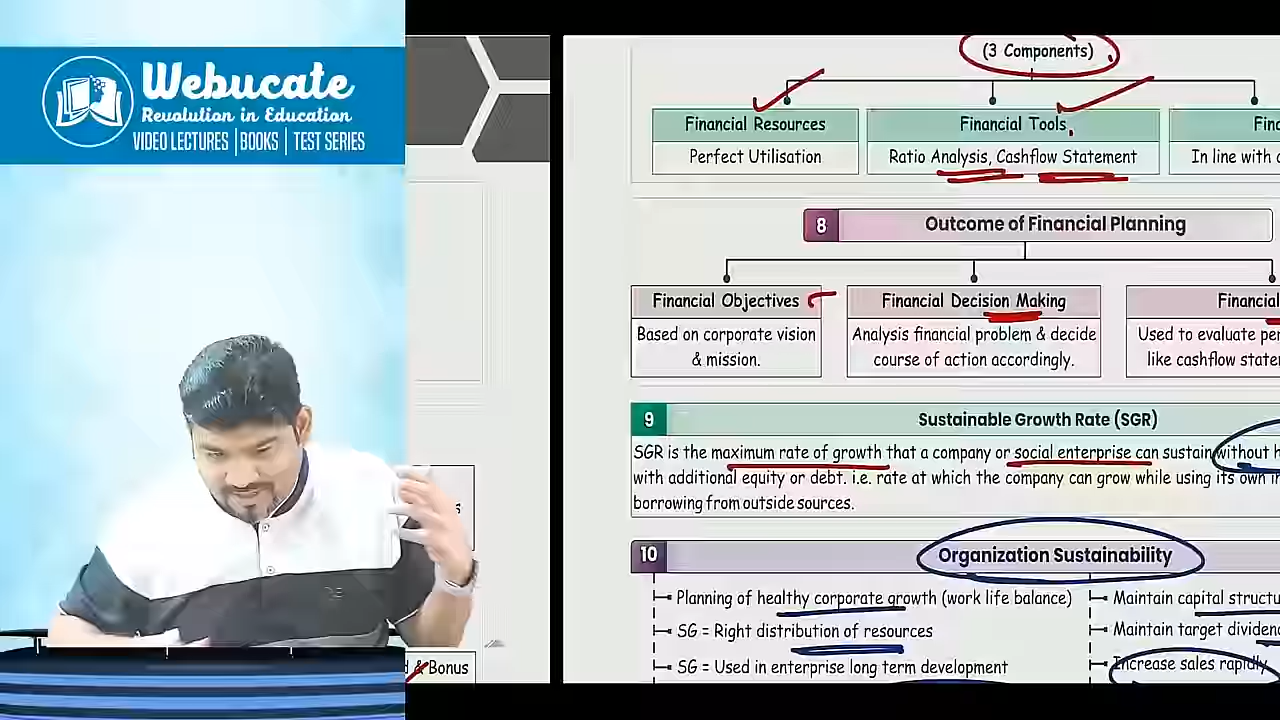 Webucate
Revolution in Education
VIDEO LECTURES | BOOKS | TEST SERIES
(3 Components)
Financial Resources
Perfect Utilisation
Financial Tools
Ratio Analysis, Cashflow Statement
In line with
8 Outcome of Financial Planning
Financial Objectives
Based on corporate vision
& mission.
Financial Decision Making
Analysis financial problem & decide
course of action accordingly.
Financial
Used to evaluate
like cashflow
9 Sustainable Growth Rate (SGR)
SGR is the maximum rate of growth that a company or social enterprise can sustain without
with additional equity or debt. i.e. rate at which the company can grow while using its own
borrowing from outside sources.
10 Organization Sustainability
Planning of healthy corporate growth (work life balance)
SG = Right distribution of resources
SG = Used in enterprise long term development
Maintain capital
Maintain target
Increase sales rapidly
& Bonus